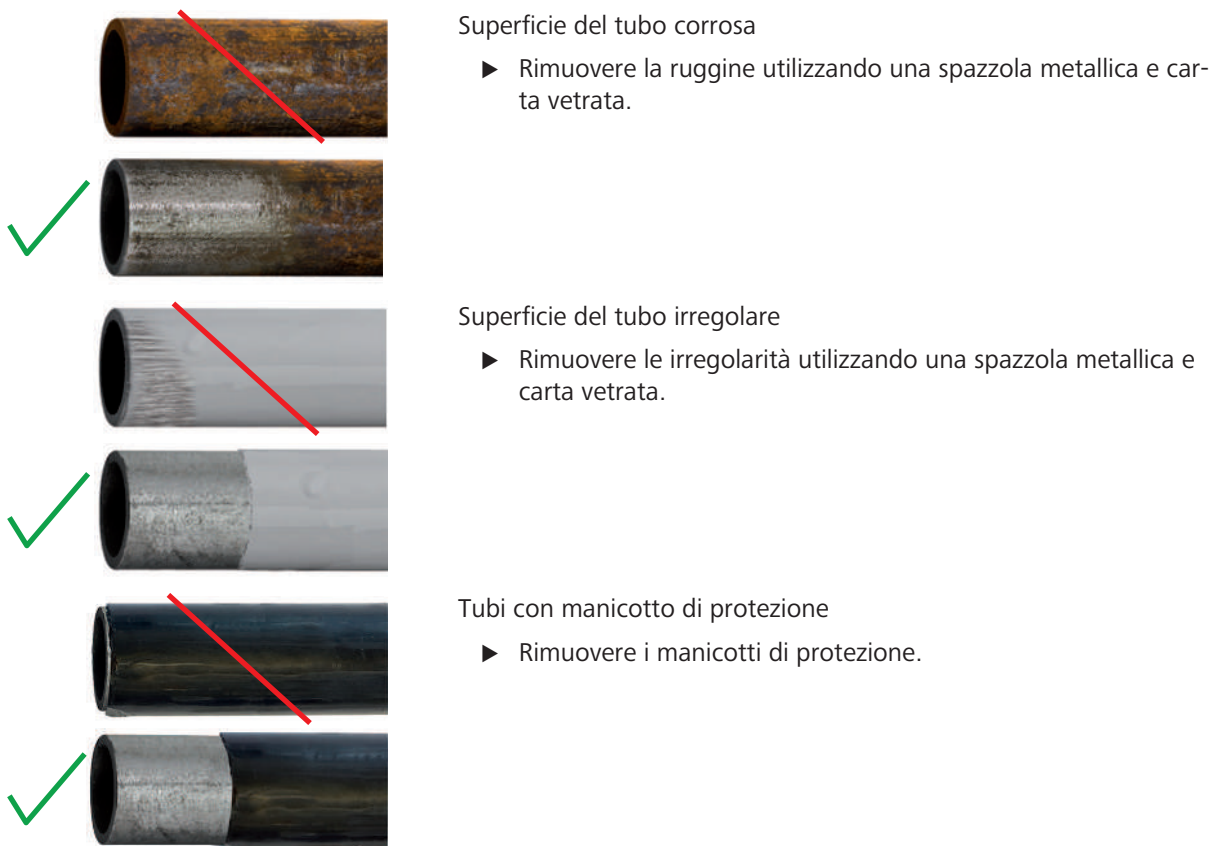 Superficie del tubo corrosa
► Rimuovere la ruggine utilizzando una spazzola metallica e car-
ta vetrata.
Superficie del tubo irregolare
► Rimuovere le irregolarità utilizzando una spazzola metallica e
carta vetrata.
Tubi con manicotto di protezione
► Rimuovere i manicotti di protezione.